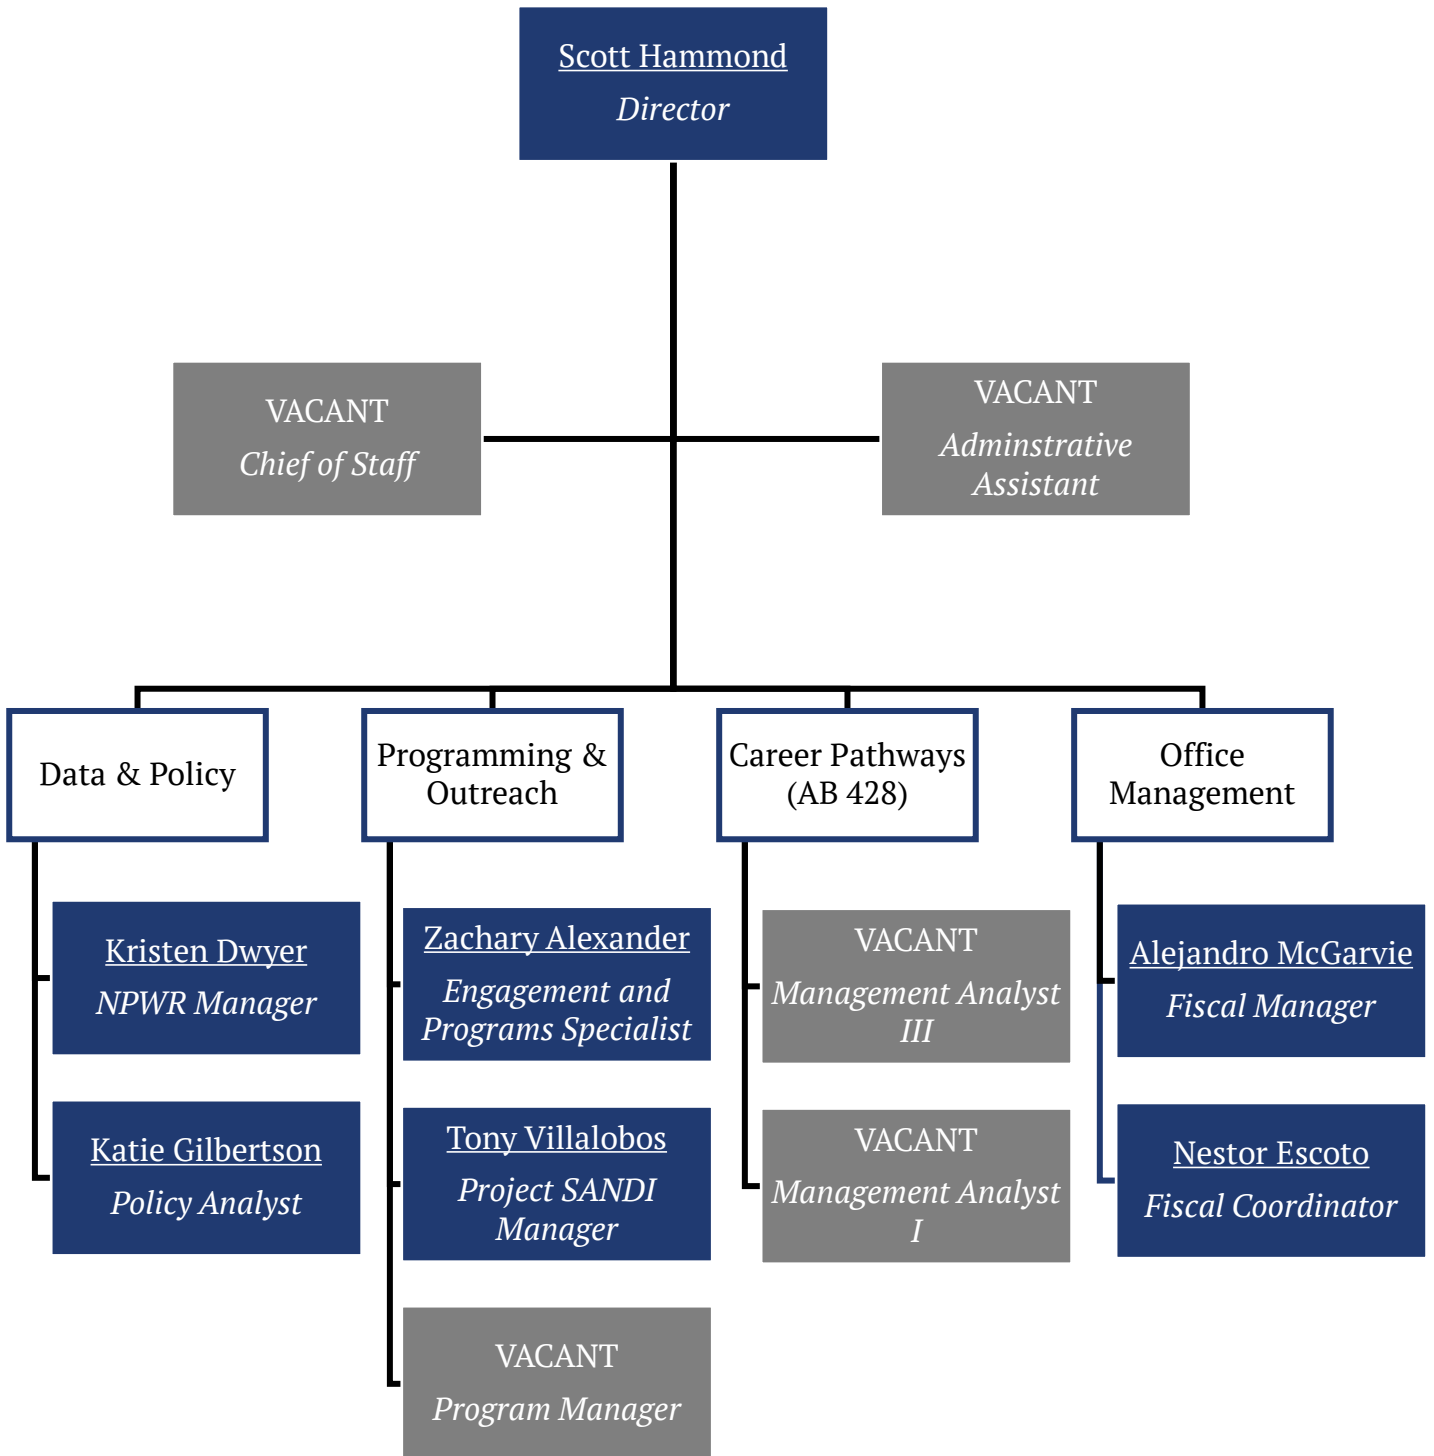 Scott Hammond
Director
VACANT
Chief of Staff
VACANT
Adminstrative
Assistant
Data & Policy
Programming &
Outreach
Career Pathways
(AB 428)
Office
Management
Kristen Dwyer
NPWR Manager
Katie Gilbertson
Policy Analyst
Zachary Alexander
Engagement and
Programs Specialist
Tony Villalobos
Project SANDI
Manager
VACANT
Program Manager
VACANT
Management Analyst
III
VACANT
Management Analyst
I
Alejandro McGarvie
Fiscal Manager
Nestor Escoto
Fiscal Coordinator